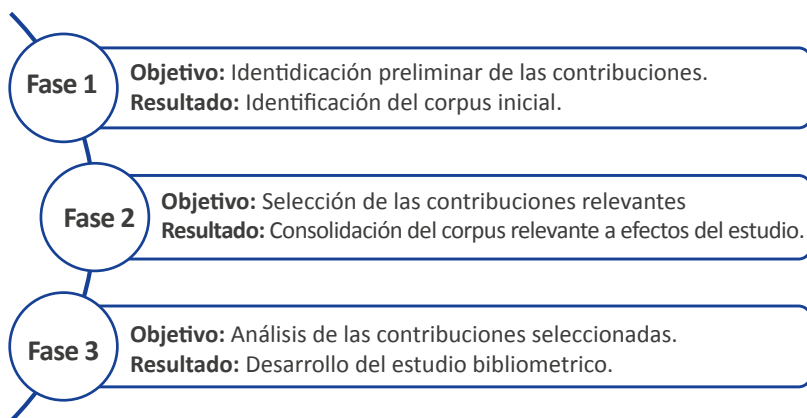 Fase 1
Objetivo: Identidicación preliminar de las contribuciones.
Resultado: Identificación del corpus inicial.
Fase 2
Objetivo: Selección de las contribuciones relevantes
Resultado: Consolidación del corpus relevante a efectos del estudio.
Fase 3
Objetivo: Análisis de las contribuciones seleccionadas.
Resultado: Desarrollo del estudio bibliometrico.